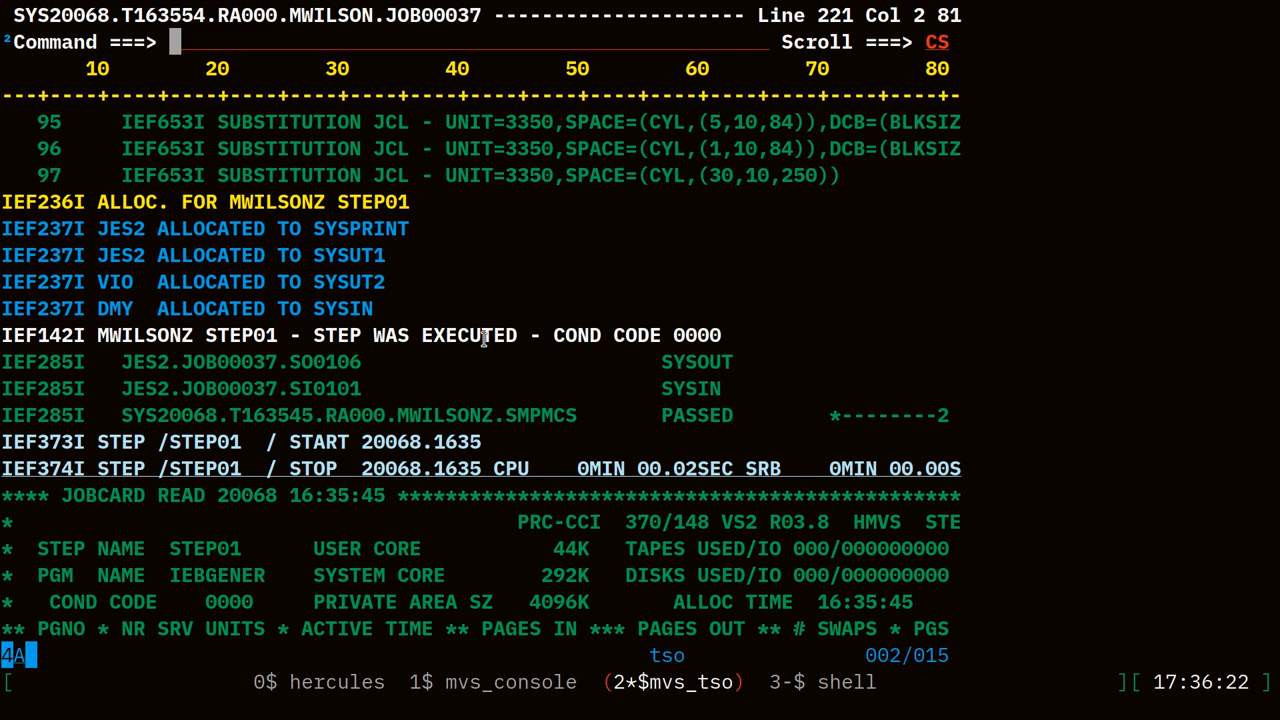 SYS20068.T163554.RA000.MWILSON.JOB00037 --------------------- Line 221 Col 2 81
²Command ===> Scroll ===> CS
10 20 30 40 50 60 70 80
---+----+----+----+----+----+----+----+----+----+----+----+----+----+----+----+-
95 IEF653I SUBSTITUTION JCL - UNIT=3350,SPACE=(CYL,(5,10,84)),DCB=(BLKSIZ
96 IEF653I SUBSTITUTION JCL - UNIT=3350,SPACE=(CYL,(1,10,84)),DCB=(BLKSIZ
97 IEF653I SUBSTITUTION JCL - UNIT=3350,SPACE=(CYL,(30,10,250))
IEF236I ALLOC. FOR MWILSONZ STEP01
IEF237I JES2 ALLOCATED TO SYSPRINT
IEF237I JES2 ALLOCATED TO SYSUT1
IEF237I VIO  ALLOCATED TO SYSUT2
IEF237I DMY  ALLOCATED TO SYSIN
IEF142I MWILSONZ STEP01 - STEP WAS EXECUTED - COND CODE 0000
IEF285I   JES2.JOB00037.SO0106                         SYSOUT
IEF285I   JES2.JOB00037.SI0101                         SYSIN
IEF285I   SYS20068.T163545.RA000.MWILSONZ.SMPMCS       PASSED        *--------2
IEF373I STEP /STEP01  / START 20068.1635
IEF374I STEP /STEP01  / STOP  20068.1635 CPU    0MIN 00.02SEC SRB    0MIN 00.00S
**** JOBCARD READ 20068 16:35:45 ***********************************************
*                                          PRC-CCI  370/148 VS2 R03.8  HMVS  STE
*  STEP NAME  STEP01      USER CORE           44K   TAPES USED/IO 000/000000000
*  PGM  NAME  IEBGENER    SYSTEM CORE        292K   DISKS USED/IO 000/000000000
*   COND CODE    0000     PRIVATE AREA SZ   4096K       ALLOC TIME  16:35:45
** PGNO * NR SRV UNITS * ACTIVE TIME ** PAGES IN *** PAGES OUT ** # SWAPS * PGS
4A tso 002/015
[ 0$ hercules  1$ mvs_console  (2*$mvs_tso)  3-$ shell ][ 17:36:22 ]